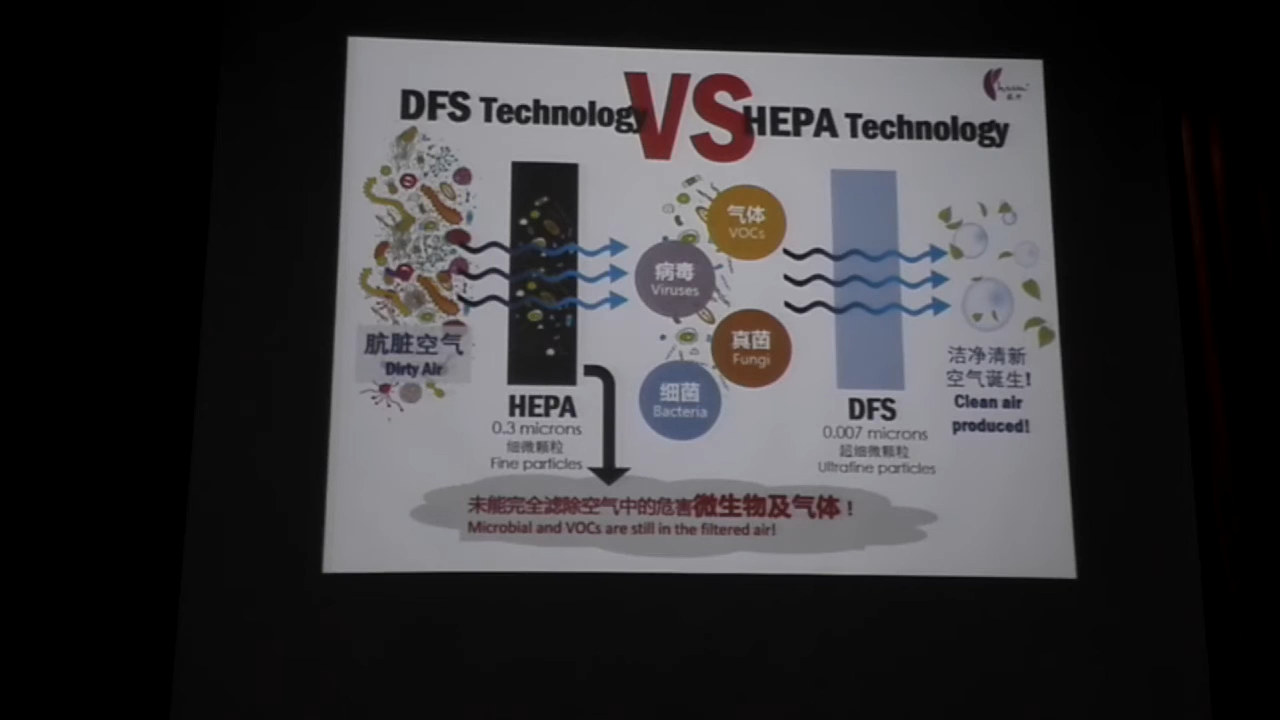 DFS Technology VS HEPA Technology
气体
VOCs
病毒
Viruses
真菌
Fungi
细菌
Bacteria
肮脏空气
Dirty Air
HEPA
0.3 microns
细微颗粒
Fine particles
DFS
0.007 microns
超细微颗粒
Ultrafine particles
洁净清新
空气诞生!
Clean air
produced!
未能完全滤除空气中的危害微生物及气体！
Microbial and VOCs are still in the filtered air!